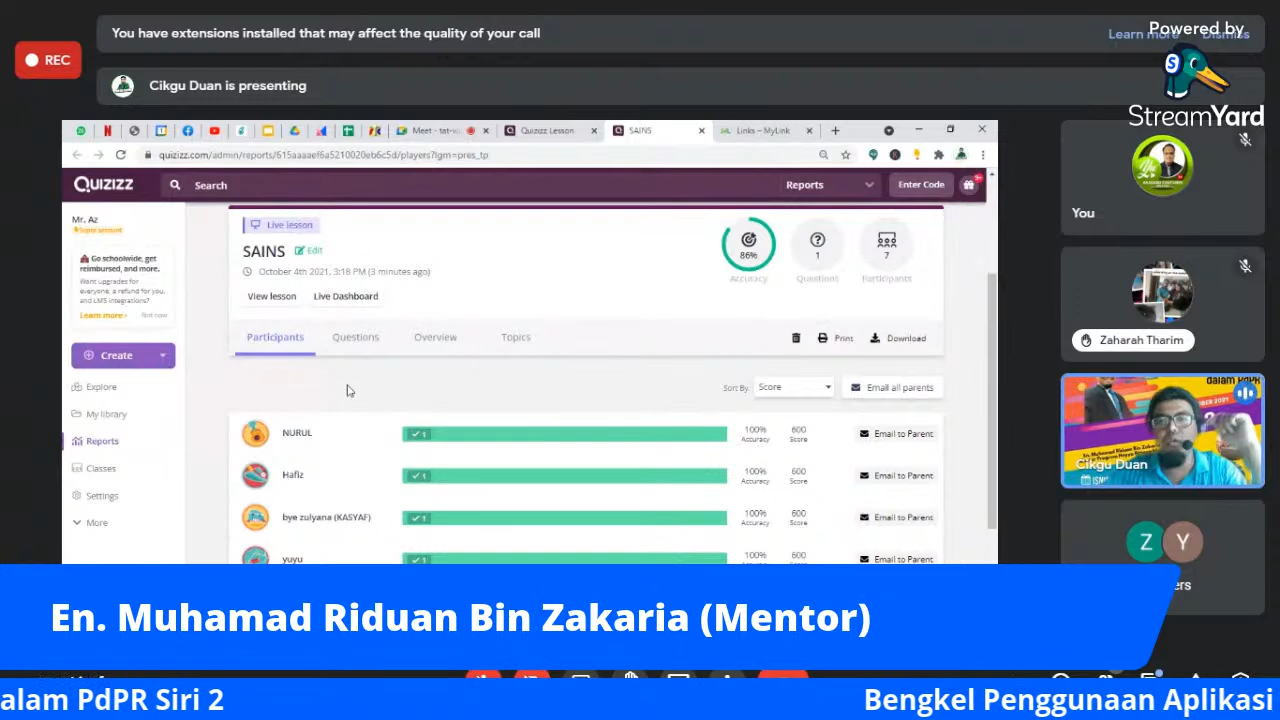 You have extensions installed that may affect the quality of your call
Learn more
Dismiss
Powered by
StreamYard
REC
Cikgu Duan is presenting
Quizizz Lesson
SAINS
Links – MyLink
quizizz.com/admin/reports/615aaaaef6a5210020eb6c5d/players?lgm=pres_tp
QUIZIZZ
Search
Reports
Enter Code
Mr. Az
Super account
Go schoolwide, get
reimbursed, and more.
Want upgrades for
everyone, a refund for you,
and LMS integrations?
Learn more ›
Not now
Create
Explore
My library
Reports
Classes
Settings
More
Live lesson
SAINS
Edit
October 4th 2021, 3:18 PM (3 minutes ago)
View lesson
Live Dashboard
86%
Accuracy
1
Questions
7
Participants
Participants
Questions
Overview
Topics
Print
Download
Sort By:
Score
Email all parents
NURUL
1
100%
Accuracy
600
Score
Email to Parent
Hafiz
1
100%
Accuracy
600
Score
Email to Parent
bye zulyana (KASYAF)
1
100%
Accuracy
600
Score
Email to Parent
yuyu
1
100%
Accuracy
600
Score
Email to Parent
You
Zaharah Tharim
dalam PdPR
Cikgu Duan
Z
Y
En. Muhamad Riduan Bin Zakaria (Mentor)
alam PdPR Siri 2
Bengkel Penggunaan Aplikasi